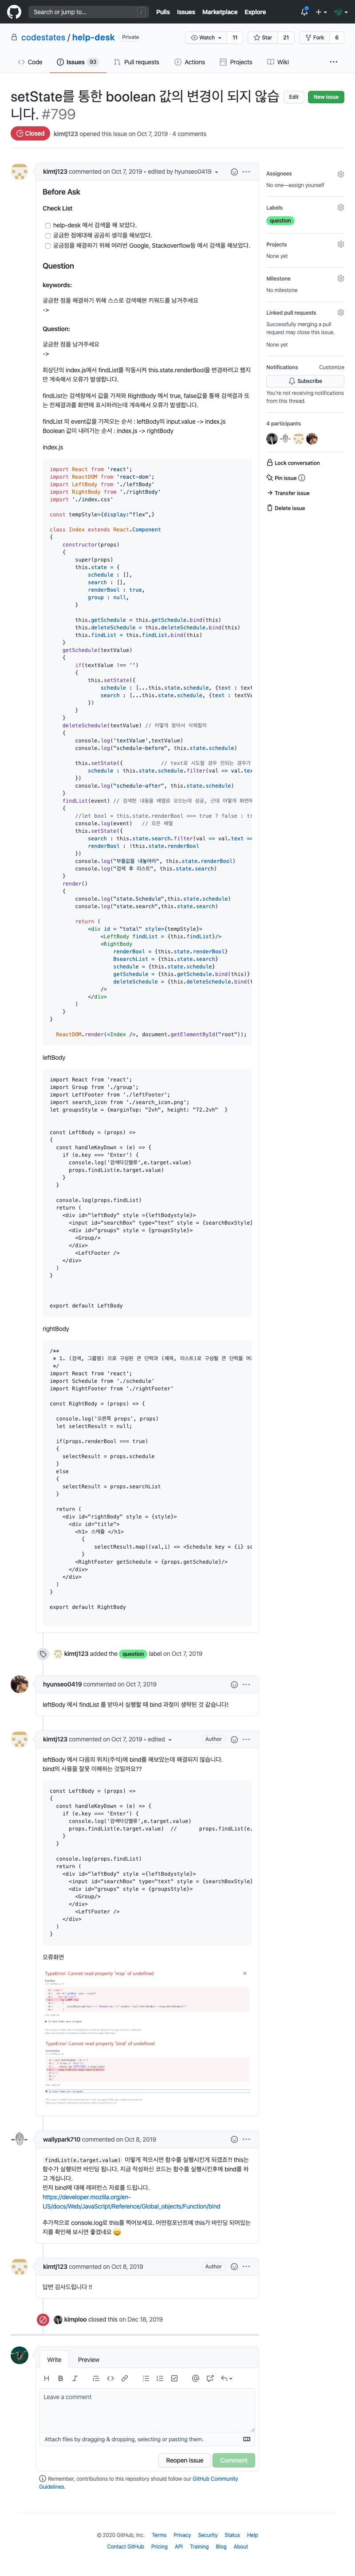 Search or jump to...
/
Pulls Issues Marketplace Explore
codestates / help-desk Private
Watch 11 Star 21 Fork 6
Code Issues 93 Pull requests Actions Projects Wiki
setState를 통한 boolean 값의 변경이 되지 않습
니다. #799
Edit New issue
Closed kimtj123 opened this issue on Oct 7, 2019 · 4 comments
kimtj123 commented on Oct 7, 2019 • edited by hyunseo0419
Before Ask
Check List
help-desk 에서 검색을 해 보았다.
궁금한 점에대해 곰곰히 생각을 해보았다.
궁금점을 해결하기 위해 여러번 Google, Stackoverflow등 에서 검색을 해보았다.
Question
keywords:
궁금한 점을 해결하기 위해 스스로 검색해본 키워드를 남겨주세요
->
Question:
궁금한 점을 남겨주세요
->
최상단의 index.js에서 findList를 작동시켜 this.state.renderBool을 변경하려고 했지
만 계속해서 오류가 발생합니다.
findList는 검색창에서 값을 가져와 RightBody 에서 true, false값을 통해 검색결과 또
는 전체결과를 화면에 표시하려는데 계속해서 오류가 발생합니다.
findList 의 event값을 가져오는 순서 : leftBody의 input.value -> index.js
Boolean 값이 내려가는 순서 : index.js -> rightBody
index.js
import React from 'react';
import ReactDOM from 'react-dom';
import LeftBody from './leftBody'
import RightBody from './rightBody'
import './index.css'
const tempStyle={display:"flex",}
class Index extends React.Component
{
constructor(props)
{
super(props)
this.state = {
schedule : [],
search : [],
renderBool : true,
group : null,
}
this.getSchedule = this.getSchedule.bind(this)
this.deleteSchedule = this.deleteSchedule.bind(this)
this.findList = this.findList.bind(this)
}
getSchedule(textValue)
{
if(textValue !== '')
{
this.setState({
schedule : [...this.state.schedule, {text : tex
search : [...this.state.schedule, {text : textVa
})
}
}
deleteSchedule(textValue) // 어떻게 찾아서 삭제할까
{
console.log('textValue',textValue)
console.log("schedule-before", this.state.schedule)
this.setState({ // text로 시도할 경우 안되는 경우가
schedule : this.state.schedule.filter(val => val.tex
})
console.log("schedule-after", this.state.schedule)
}
findList(event) // 검색한 내용을 배열로 모으는데 성공, 근데 어떻게 화면에
{
//let bool = this.state.renderBool === true ? false : tr
console.log(event) // 모은 배열
this.setState({
search : this.state.search.filter(val => val.text ==
renderBool : !this.state.renderBool
})
console.log("부울값을 내놓아라", this.state.renderBool)
console.log("검색 후 리스트", this.state.search)
}
render()
{
console.log("state.Schedule",this.state.schedule)
console.log("state.search",this.state.search)
return (
<div id = "total" style={tempStyle}>
<LeftBody findList = {this.findList}/>
<RightBody
renderBool = {this.state.renderBool}
BsearchList = {this.state.search}
schedule = {this.state.schedule}
getSchedule = {this.getSchedule.bind(this)}
deleteSchedule = {this.deleteSchedule.bind(t
/>
</div>
)
}
}
ReactDOM.render(<Index />, document.getElementById("root"));
leftBody
import React from 'react';
import Group from './group';
import LeftFooter from './leftFooter';
import search_icon from './search_icon.png';
let groupsStyle = {marginTop: "2vh", height: "72.2vh" }
const LeftBody = (props) =>
{
const handleKeyDown = (e) => {
if (e.key === 'Enter') {
console.log('검색타깃밸류',e.target.value)
props.findList(e.target.value)
}
}
console.log(props.findList)
return (
<div id="leftBody" style ={leftBodystyle}>
<input id="searchBox" type="text" style = {searchBoxStyle}
<div id="groups" style = {groupsStyle}>
<Group/>
</div>
<LeftFooter />
</div>
)
}
export default LeftBody
rightBody
/**
* 1. (검색, 그룹명) 으로 구성된 큰 단락과 (제목, 리스트)로 구성될 큰 단락을 여기
*/
import React from 'react';
import Schedule from './schedule'
import RightFooter from './rightFooter'
const RightBody = (props) => {
console.log('오른쪽 props', props)
let selectResult = null;
if(props.renderBool === true)
{
selectResult = props.schedule
}
else
{
selectResult = props.searchList
}
return (
<div id="rightBody" style = {style}>
<div id="title">
<h1> 스케쥴 </h1>
{
selectResult.map((val,i) => <Schedule key = {i} sc
}
<RightFooter getSchedule = {props.getSchedule}/>
</div>
</div>
)
}
export default RightBody
kimtj123 added the question label on Oct 7, 2019
hyunseo0419 commented on Oct 7, 2019
leftBody 에서 findList 를 받아서 실행할 때 bind 과정이 생략된 것 같습니다!
kimtj123 commented on Oct 7, 2019 • edited Author
leftBody 에서 다음의 위치(주석)에 bind를 해보았는데 해결되지 않습니다.
bind의 사용을 잘못 이해하는 것일까요??
const LeftBody = (props) =>
{
const handleKeyDown = (e) => {
if (e.key === 'Enter') {
console.log('검색타깃밸류',e.target.value)
props.findList(e.target.value) // props.findList(e.
}
}
console.log(props.findList)
return (
<div id="leftBody" style ={leftBodystyle}>
<input id="searchBox" type="text" style = {searchBoxStyle}
<div id="groups" style = {groupsStyle}>
<Group/>
</div>
<LeftFooter />
</div>
)
}
오류화면
TypeError: Cannot read property 'map' of undefined
TypeError: Cannot read property 'bind' of undefined
wallypark710 commented on Oct 8, 2019
findList(e.target.value) 이렇게 적으시면 함수를 실행시킨게 되겠죠?! this는
함수가 실행되면 바인딩 됩니다. 지금 작성하신 코드는 함수를 실행시킨후에 bind를 하
고 계십니다.
먼저 bind에 대해 레퍼런스 자료를 드립니다.
https://developer.mozilla.org/en-
US/docs/Web/JavaScript/Reference/Global_objects/Function/bind
추가적으로 console.log로 this를 찍어보세요. 어떤컴포넌트에 this가 바인딩 되어있는
지를 확인해 보시면 좋겠네요 😄
kimtj123 commented on Oct 8, 2019 Author
답변 감사드립니다 !!
kimploo closed this on Dec 18, 2019
Write Preview
Leave a comment
Attach files by dragging & dropping, selecting or pasting them.
Reopen issue Comment
Remember, contributions to this repository should follow our GitHub Community
Guidelines.
Assignees
No one—assign yourself
Labels
question
Projects
None yet
Milestone
No milestone
Linked pull requests
Successfully merging a pull
request may close this issue.
None yet
Notifications Customize
Subscribe
You're not receiving notifications
from this thread.
4 participants
Lock conversation
Pin issue
Transfer issue
Delete issue
© 2020 GitHub, Inc. Terms Privacy Security Status Help
Contact GitHub Pricing API Training Blog About